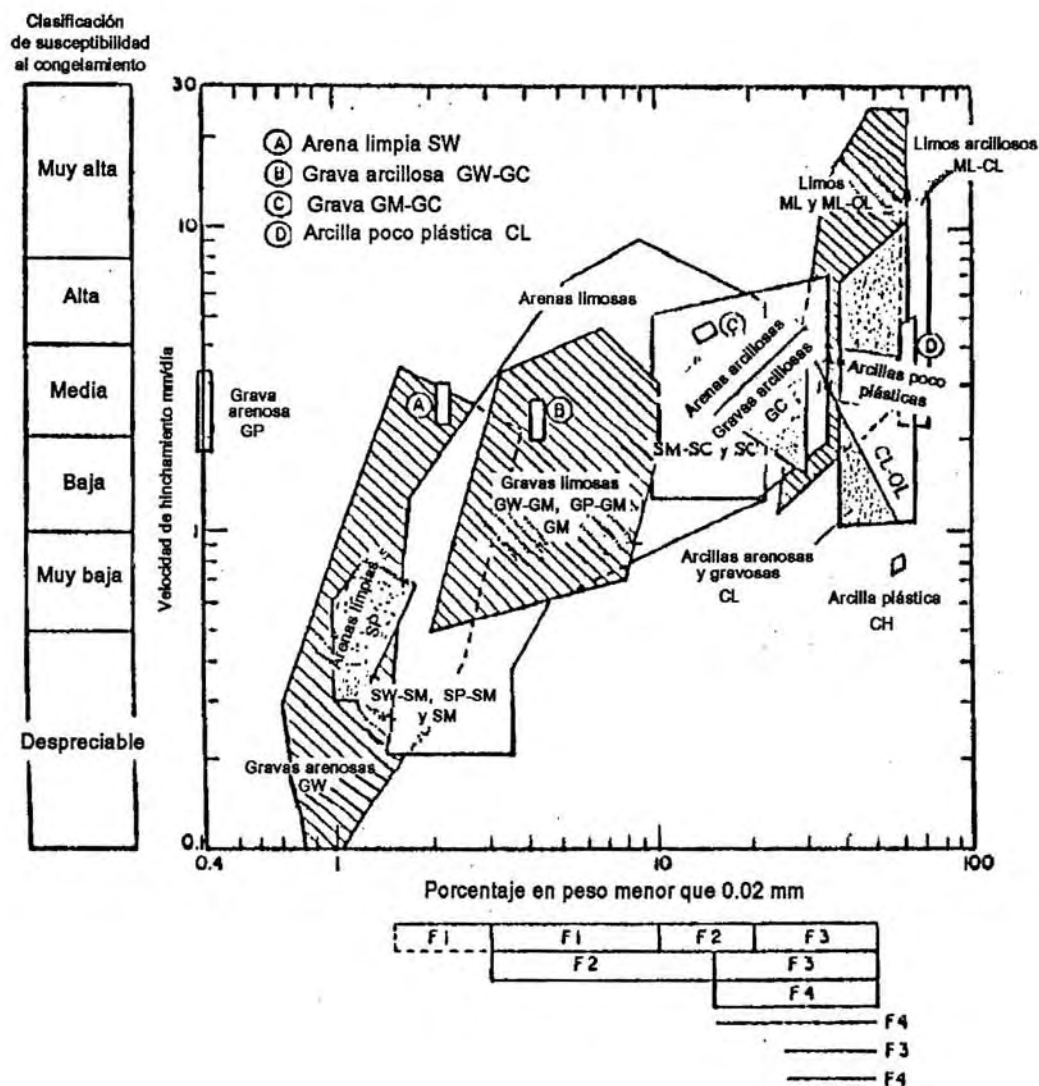 Clasificación
de susceptibilidad
al congelamiento
Muy alta
Alta
Media
Baja
Muy baja
Despreciable
Velocidad de hinchamiento mm/día
30
10
1
0.1
Ⓐ Arena limpia SW
Ⓑ Grava arcillosa GW-GC
Ⓒ Grava GM-GC
Ⓓ Arcilla poco plástica CL
Limos arcillosos
ML-CL
Limos
ML y ML-OL
Arenas limosas
Grava
arenosa
GP
A
B
C
D
Arenas arcillosas
Gravas arcillosas
GC
SM-SC y SC
Arcillas poco
plásticas
CL-OL
Gravas limosas
GW-GM, GP-GM
GM
Arenas limpias
SP
Arcillas arenosas
y gravosas
CL
Arcilla plástica
CH
SW-SM, SP-SM
y SM
Gravas arenosas
GW
0.4
1
10
100
Porcentaje en peso menor que 0.02 mm
F1 F1 F2 F3
F2 F3
F4
F4
F3
F4